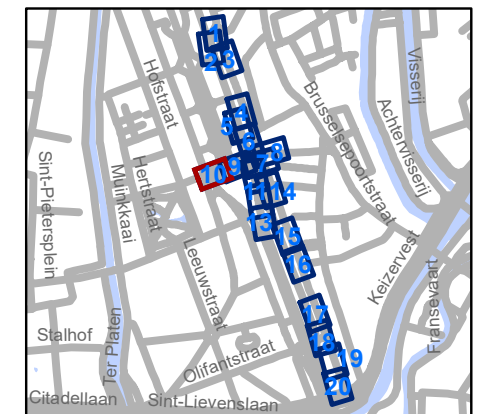 1
2
3
4
5
6
7
8
9
10
11
14
13
15
16
17
18
19
20
Hofstraat
Visserij
Achtervisserij
Brusselsepoortstraat
Sint-Pietersplein
Muinkkaai
Hertstraat
Leeuwstraat
Keizervest
Fransevaart
Stalhof
Ter Platen
Olifantstraat
Citadellaan
Sint-Lievenslaan